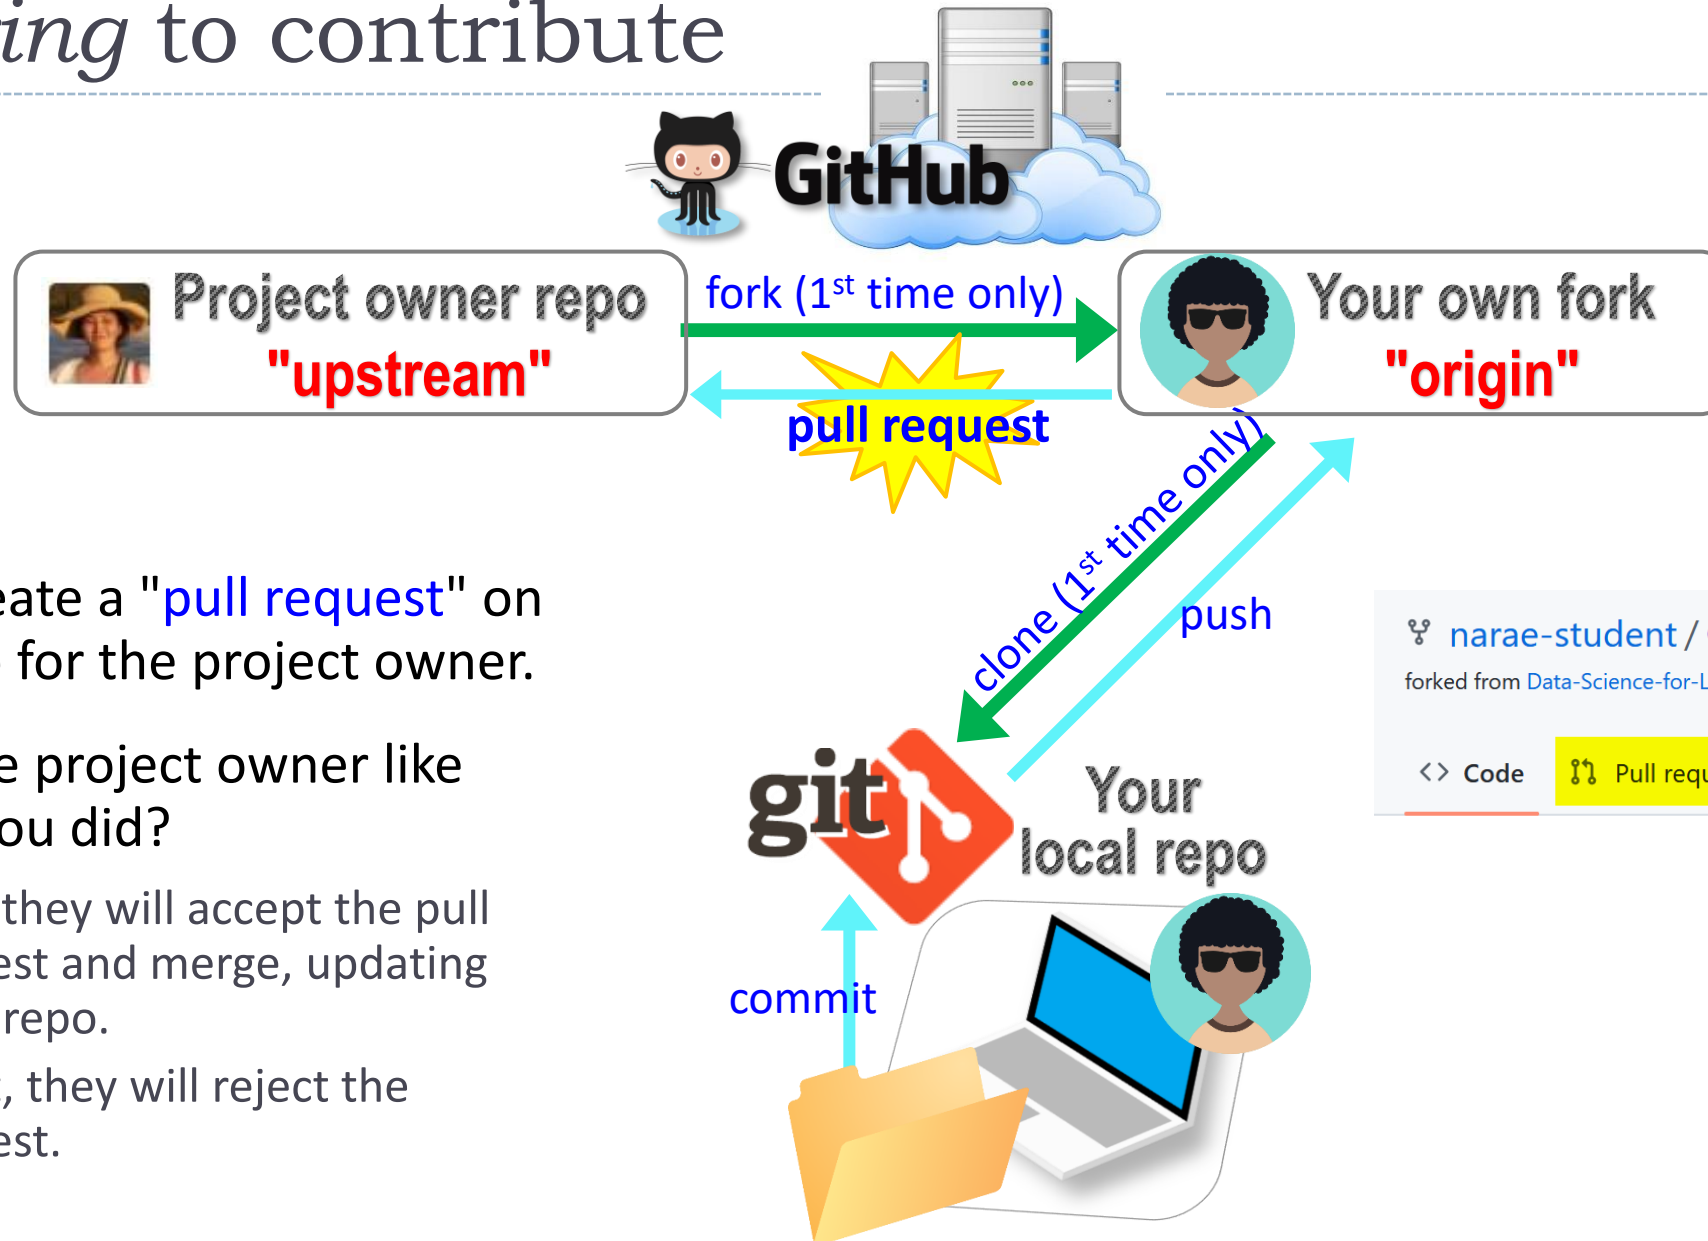 ing to contribute
GitHub
Project owner repo
"upstream"
fork (1st time only)
Your own fork
"origin"
pull request
clone (1st time only)
push
eate a "pull request" on
for the project owner.
e project owner like
ou did?
they will accept the pull
est and merge, updating
repo.
, they will reject the
est.
narae-student /
forked from Data-Science-for-L
<> Code
Pull requ
git
Your
local repo
commit